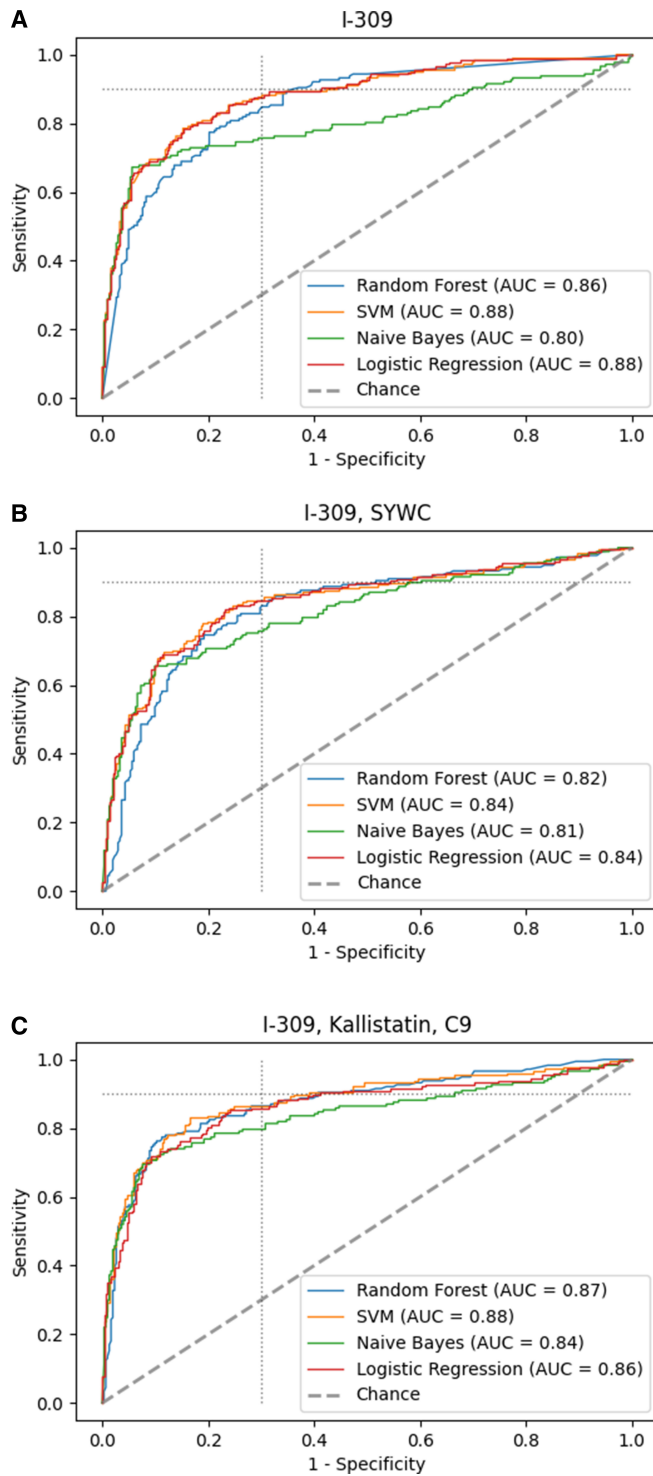 A
I-309
1.0
0.8
0.6
0.4
0.2
0.0
Sensitivity
Random Forest (AUC = 0.86)
SVM (AUC = 0.88)
Naive Bayes (AUC = 0.80)
Logistic Regression (AUC = 0.88)
Chance
0.0 0.2 0.4 0.6 0.8 1.0
1 - Specificity
B
I-309, SYWC
1.0
0.8
0.6
0.4
0.2
0.0
Sensitivity
Random Forest (AUC = 0.82)
SVM (AUC = 0.84)
Naive Bayes (AUC = 0.81)
Logistic Regression (AUC = 0.84)
Chance
0.0 0.2 0.4 0.6 0.8 1.0
1 - Specificity
C
I-309, Kallistatin, C9
1.0
0.8
0.6
0.4
0.2
0.0
Sensitivity
Random Forest (AUC = 0.87)
SVM (AUC = 0.88)
Naive Bayes (AUC = 0.84)
Logistic Regression (AUC = 0.86)
Chance
0.0 0.2 0.4 0.6 0.8 1.0
1 - Specificity